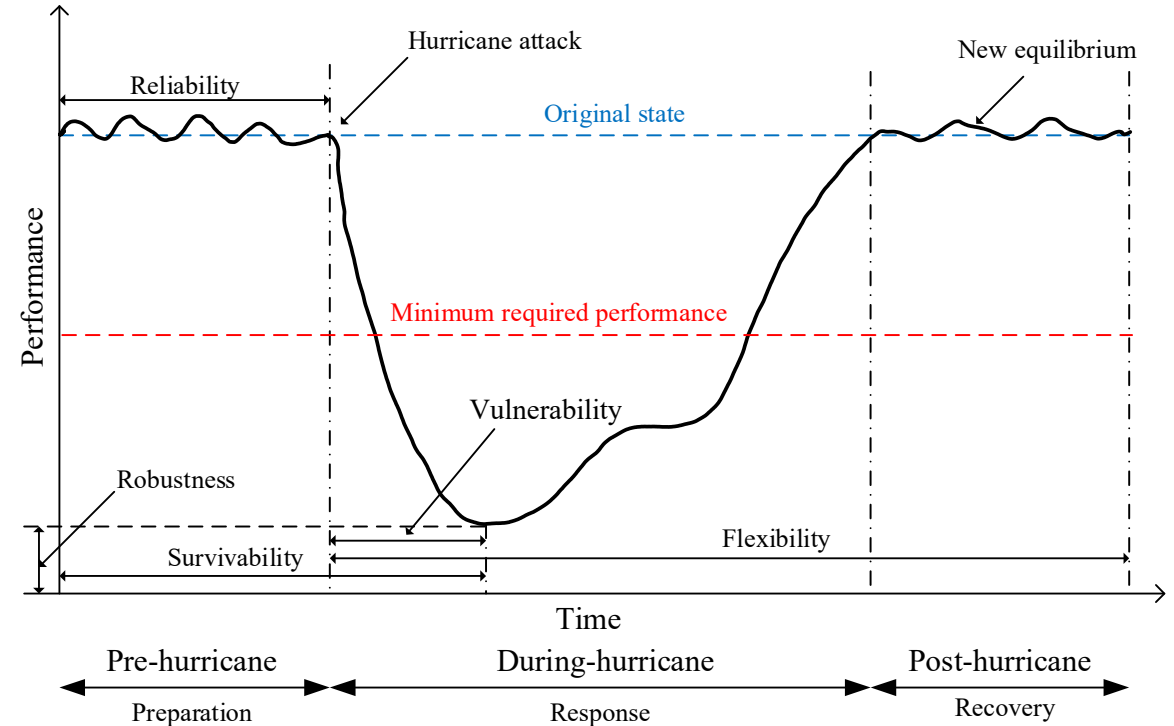 Hurricane attack
New equilibrium
Reliability
Original state
Performance
Minimum required performance
Vulnerability
Robustness
Flexibility
Survivability
Time
Pre-hurricane
During-hurricane
Post-hurricane
Preparation
Response
Recovery